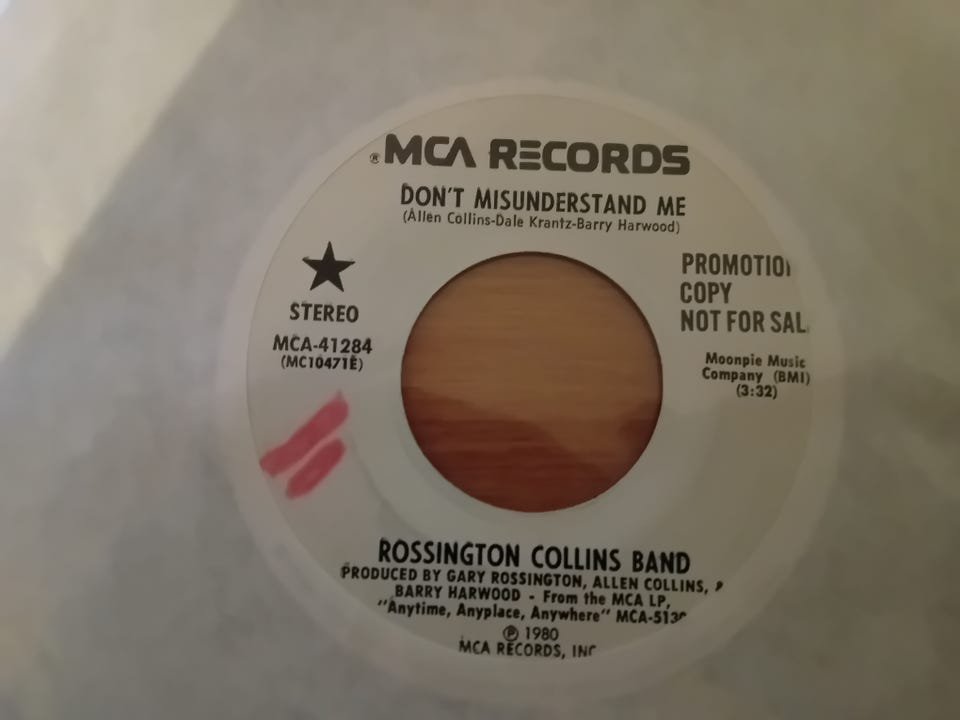 ® MCA RECORDS
DON'T MISUNDERSTAND ME
(Allen Collins-Dale Krantz-Barry Harwood)
STEREO
MCA-41284
(MC10471E)
PROMOTION
COPY
NOT FOR SAL
Moonpie Music
Company (BMI)
(3:32)
ROSSINGTON COLLINS BAND
PRODUCED BY GARY ROSSINGTON, ALLEN COLLINS,
BARRY HARWOOD - From the MCA LP,
"Anytime, Anyplace, Anywhere" MCA-513
℗ 1980
MCA RECORDS, INC